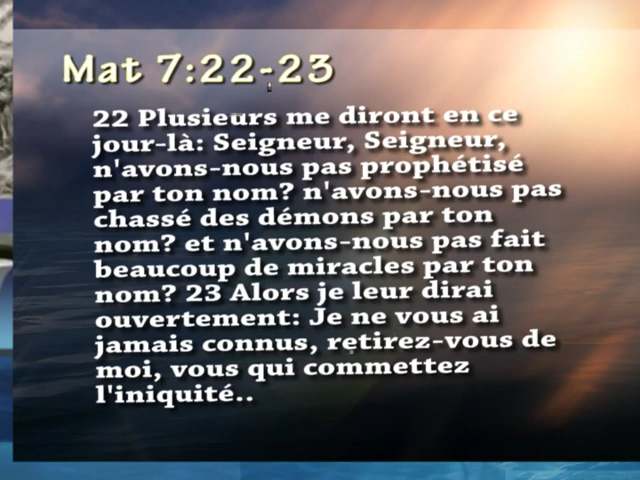 Mat 7:22-23
22 Plusieurs me diront en ce
jour-là: Seigneur, Seigneur,
n'avons-nous pas prophétisé
par ton nom? n'avons-nous pas
chassé des démons par ton
nom? et n'avons-nous pas fait
beaucoup de miracles par ton
nom? 23 Alors je leur dirai
ouvertement: Je ne vous ai
jamais connus, retirez-vous de
moi, vous qui commettez
l'iniquité..